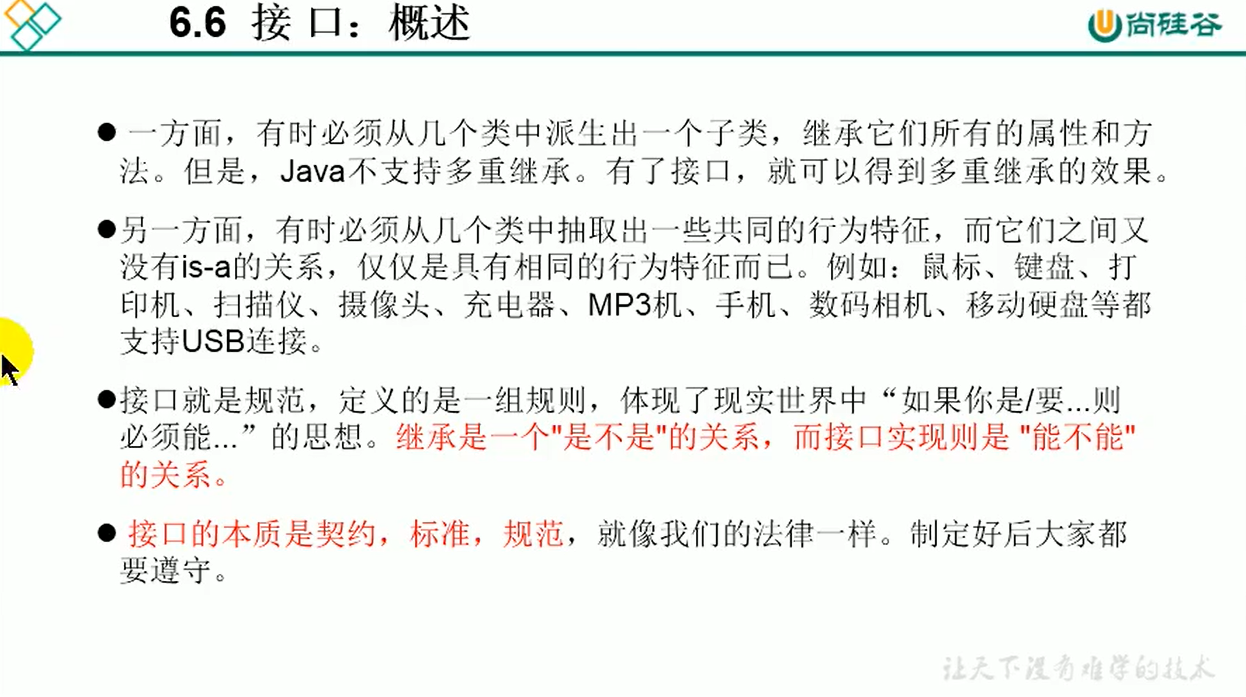 6.6 接 口：概述
尚硅谷
● 一方面，有时必须从几个类中派生出一个子类，继承它们所有的属性和方
法。但是，Java不支持多重继承。有了接口，就可以得到多重继承的效果。
●另一方面，有时必须从几个类中抽取出一些共同的行为特征，而它们之间又
没有is-a的关系，仅仅是具有相同的行为特征而已。例如：鼠标、键盘、打
印机、扫描仪、摄像头、充电器、MP3机、手机、数码相机、移动硬盘等都
支持USB连接。
●接口就是规范，定义的是一组规则，体现了现实世界中“如果你是/要...则
必须能...”的思想。继承是一个"是不是"的关系，而接口实现则是 "能不能"
的关系。
● 接口的本质是契约，标准，规范，就像我们的法律一样。制定好后大家都
要遵守。
让天下没有难学的技术